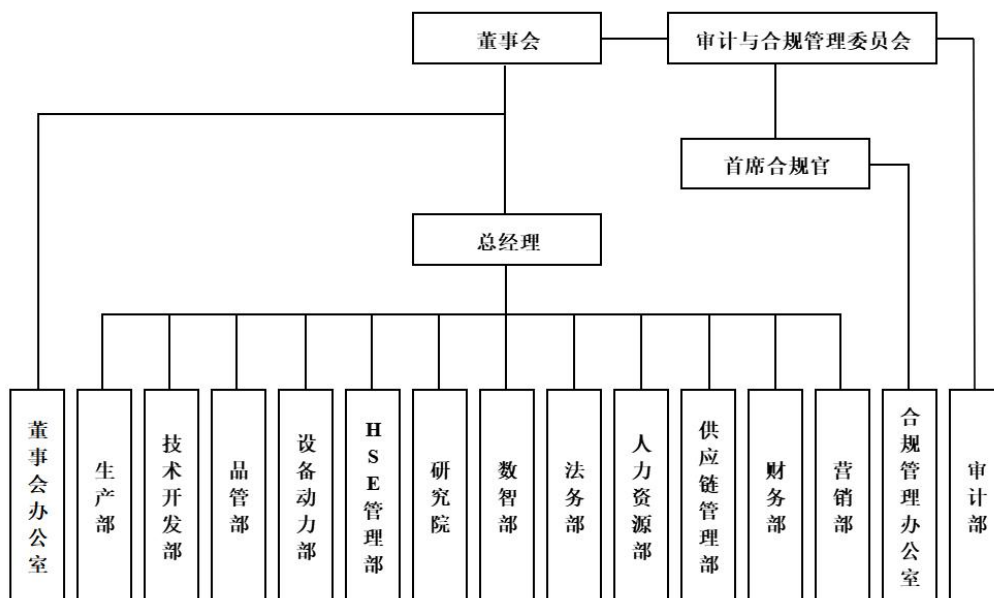 董事会
审计与合规管理委员会
首席合规官
总经理
董事会办公室
生产部
技术开发部
品管部
设备动力部
HSE管理部
研究院
数智部
法务部
人力资源部
供应链管理部
财务部
营销部
合规管理办公室
审计部